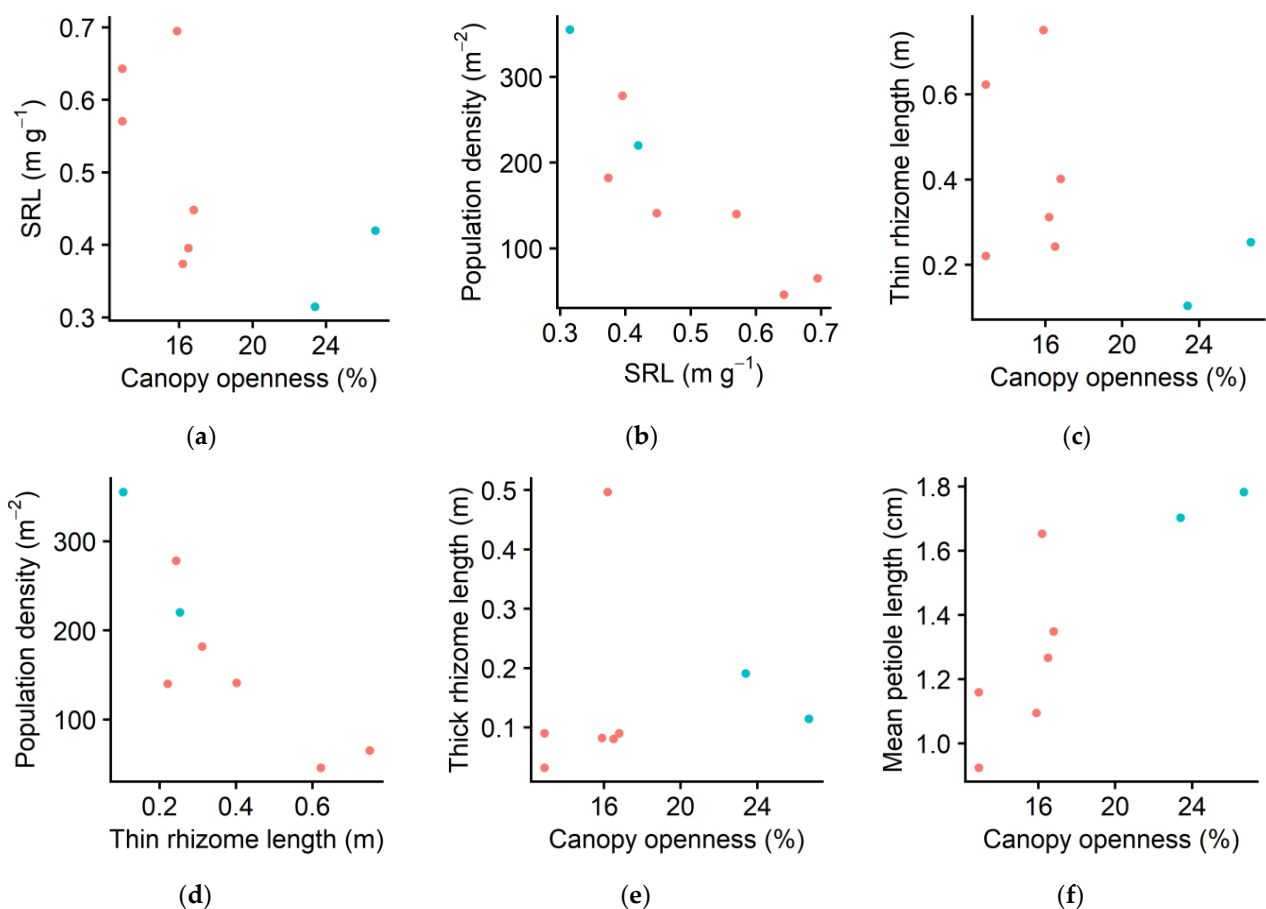 0.7
0.6
0.5
0.4
0.3
SRL (m g⁻¹)
16 20 24
Canopy openness (%)
(a)
300
200
100
Population density (m⁻²)
0.3 0.4 0.5 0.6 0.7
SRL (m g⁻¹)
(b)
0.6
0.4
0.2
Thin rhizome length (m)
16 20 24
Canopy openness (%)
(c)
300
200
100
Population density (m⁻²)
0.2 0.4 0.6
Thin rhizome length (m)
(d)
0.5
0.4
0.3
0.2
0.1
Thick rhizome length (m)
16 20 24
Canopy openness (%)
(e)
1.8
1.6
1.4
1.2
1.0
Mean petiole length (cm)
16 20 24
Canopy openness (%)
(f)